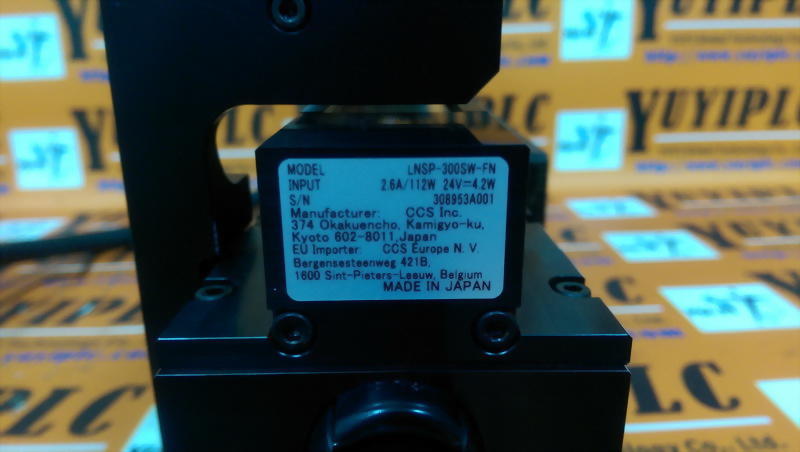 YUYIPLC
YUYIPLC
MODEL LNSP-300SW-FN
INPUT 2.6A/112W 24V⎓4.2W
S/N 308953A001
Manufacturer: CCS Inc.
374 Okakuencho, Kamigyo-ku,
Kyoto 602-8011,Japan
EU Importer: CCS Europe N. V.
Bergensesteenweg 421B,
1600 Sint-Pieters-Leeuw, Belgium
MADE IN JAPAN